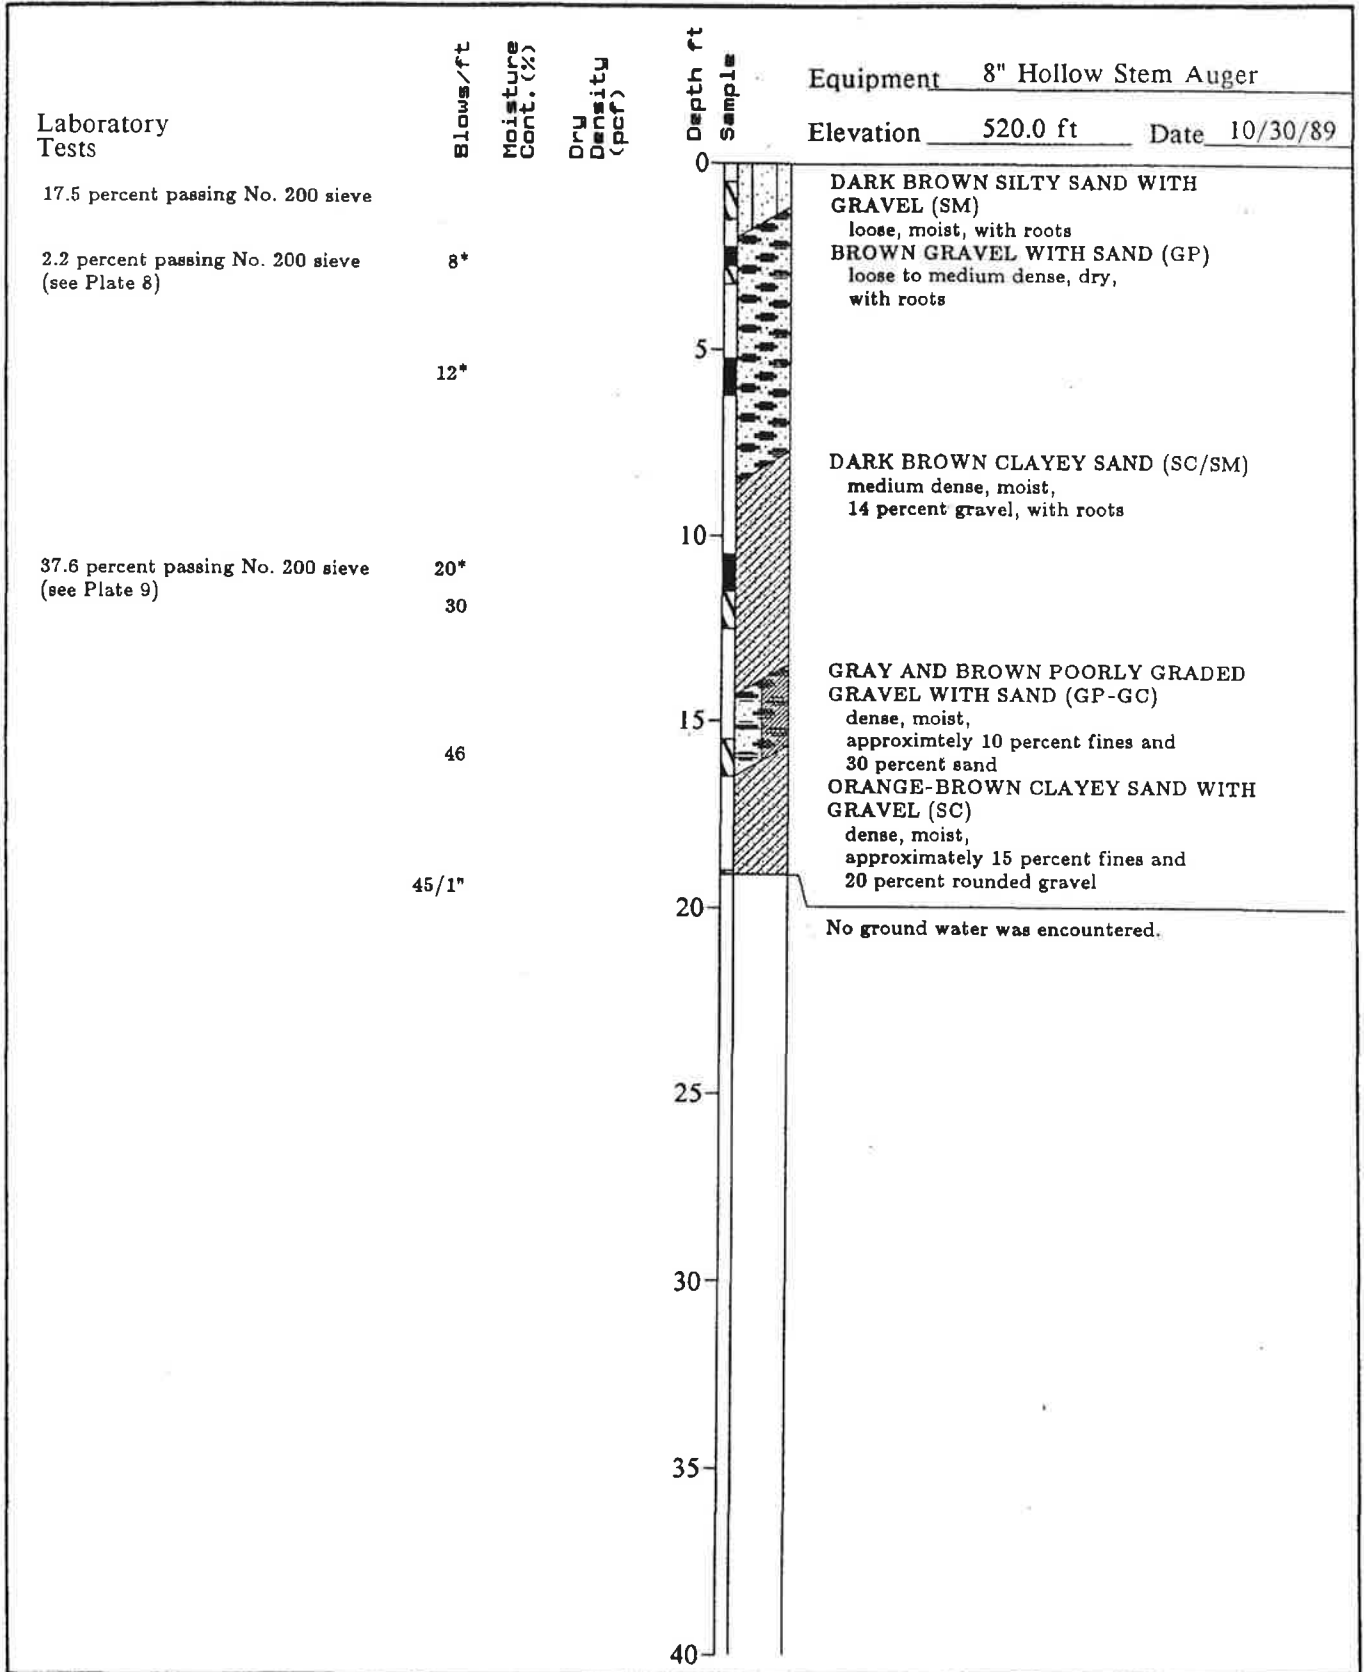 Laboratory
Tests
Blows/ft
Moisture
Cont.(%)
Dry
Density
(pcf)
Depth ft
Sample
Equipment 8" Hollow Stem Auger
Elevation 520.0 ft Date 10/30/89
0
17.5 percent passing No. 200 sieve
DARK BROWN SILTY SAND WITH
GRAVEL (SM)
loose, moist, with roots
2.2 percent passing No. 200 sieve 8*
(see Plate 8)
BROWN GRAVEL WITH SAND (GP)
loose to medium dense, dry,
with roots
5
12*
DARK BROWN CLAYEY SAND (SC/SM)
medium dense, moist,
14 percent gravel, with roots
10
37.6 percent passing No. 200 sieve 20*
(see Plate 9)
30
GRAY AND BROWN POORLY GRADED
GRAVEL WITH SAND (GP-GC)
dense, moist,
approximtely 10 percent fines and
30 percent sand
15
46
ORANGE-BROWN CLAYEY SAND WITH
GRAVEL (SC)
dense, moist,
approximately 15 percent fines and
20 percent rounded gravel
45/1"
20
No ground water was encountered.
25
30
35
40